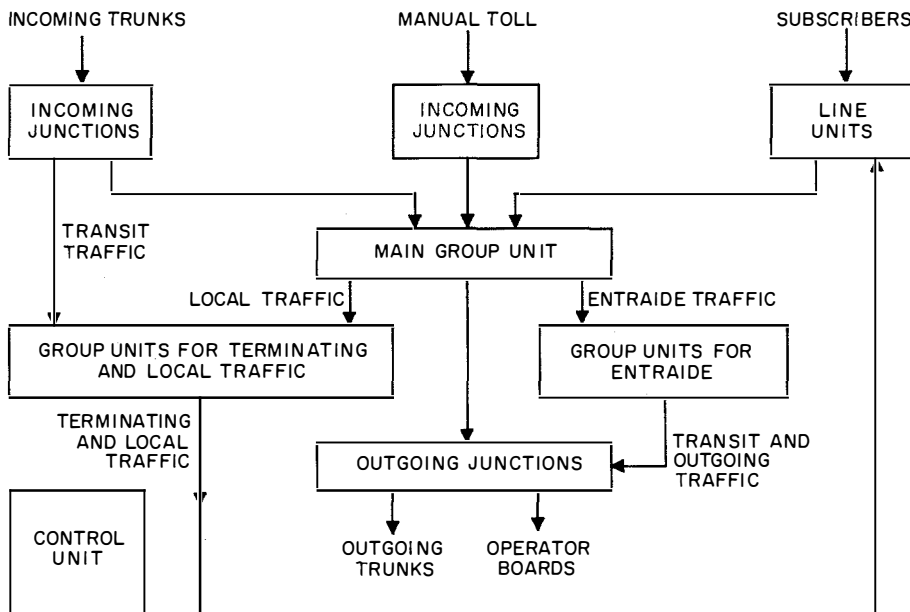 INCOMING TRUNKS
MANUAL TOLL
SUBSCRIBERS
INCOMING
JUNCTIONS
INCOMING
JUNCTIONS
LINE
UNITS
TRANSIT
TRAFFIC
MAIN GROUP UNIT
LOCAL TRAFFIC
ENTRAIDE TRAFFIC
GROUP UNITS FOR TERMINATING
AND LOCAL TRAFFIC
GROUP UNITS FOR
ENTRAIDE
TERMINATING
AND LOCAL
TRAFFIC
OUTGOING JUNCTIONS
TRANSIT AND
OUTGOING
TRAFFIC
CONTROL
UNIT
OUTGOING
TRUNKS
OPERATOR
BOARDS